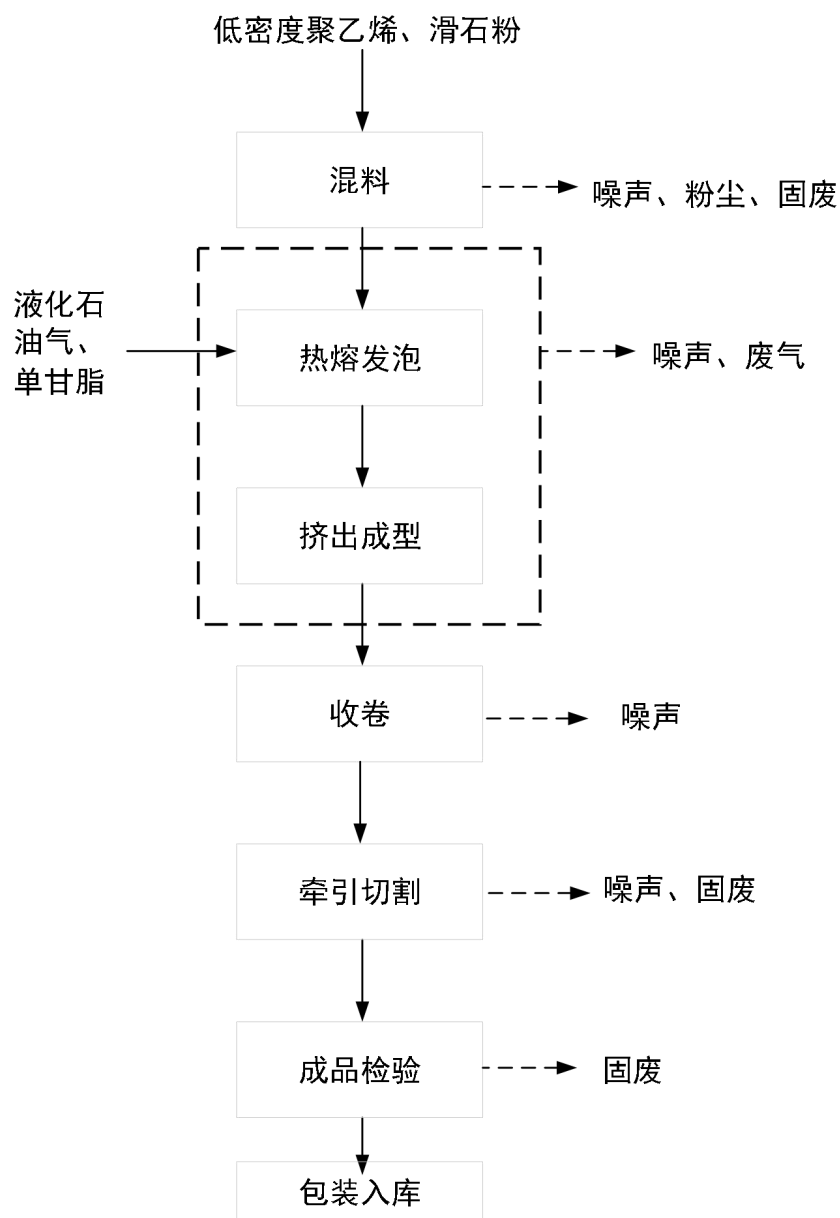 低密度聚乙烯、滑石粉
混料
噪声、粉尘、固废
液化石
油气、
单甘脂
热熔发泡
噪声、废气
挤出成型
收卷
噪声
牵引切割
噪声、固废
成品检验
固废
包装入库